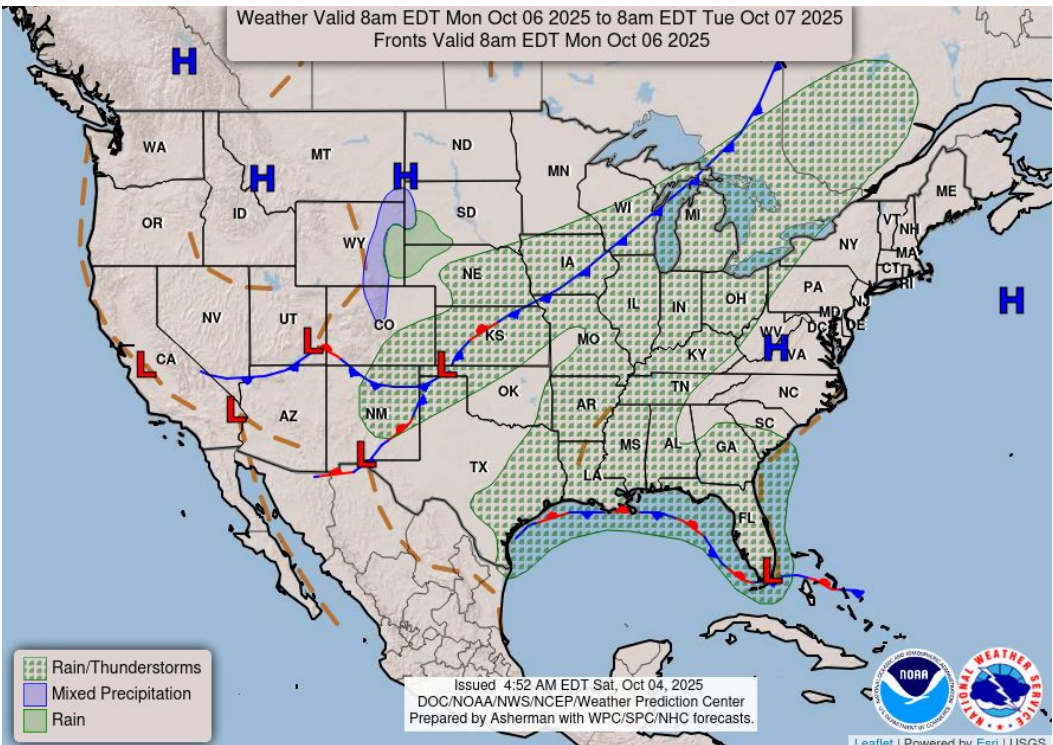 Weather Valid 8am EDT Mon Oct 06 2025 to 8am EDT Tue Oct 07 2025
Fronts Valid 8am EDT Mon Oct 06 2025
H
WA
MT
ND
MN
ME
H
H
OR
ID
SD
WI
MI
VT
NH
WY
NY
MA
CT
RI
NE
IA
PA
NJ
H
NV
UT
CO
IL
IN
OH
MD
DC
DE
WV
H
VA
L
L
KS
MO
KY
L
CA
L
AZ
NM
OK
TN
NC
AR
SC
L
TX
MS
AL
GA
LA
FL
L
Rain/Thunderstorms
Mixed Precipitation
Rain
Issued 4:52 AM EDT Sat, Oct 04, 2025
DOC/NOAA/NWS/NCEP/Weather Prediction Center
Prepared by Asherman with WPC/SPC/NHC forecasts.
NOAA
NATIONAL WEATHER SERVICE
Leaflet | Powered by Esri | USGS